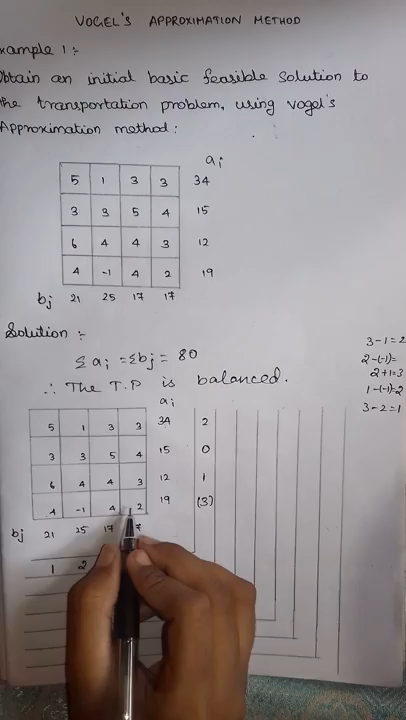 VOGEL'S APPROXIMATION METHOD
xample 1 :-
Obtain an initial basic feasible solution to
the transportation problem, using vogel's
Approximation method :
ai
5 1 3 3 34
3 3 5 4 15
6 4 4 3 12
4 -1 4 2 19
bj 21 25 17 17
Solution :-
Σai = Σbj = 80
∴ The T.P is balanced.
3-1=2
2-(-1)=
2+1=3
1-(-1)=2
3-2=1
ai
5 1 3 3 34 2
3 3 5 4 15 0
6 4 4 3 12 1
4 -1 4 2 19 (3)
bj 21 25 17
1 2